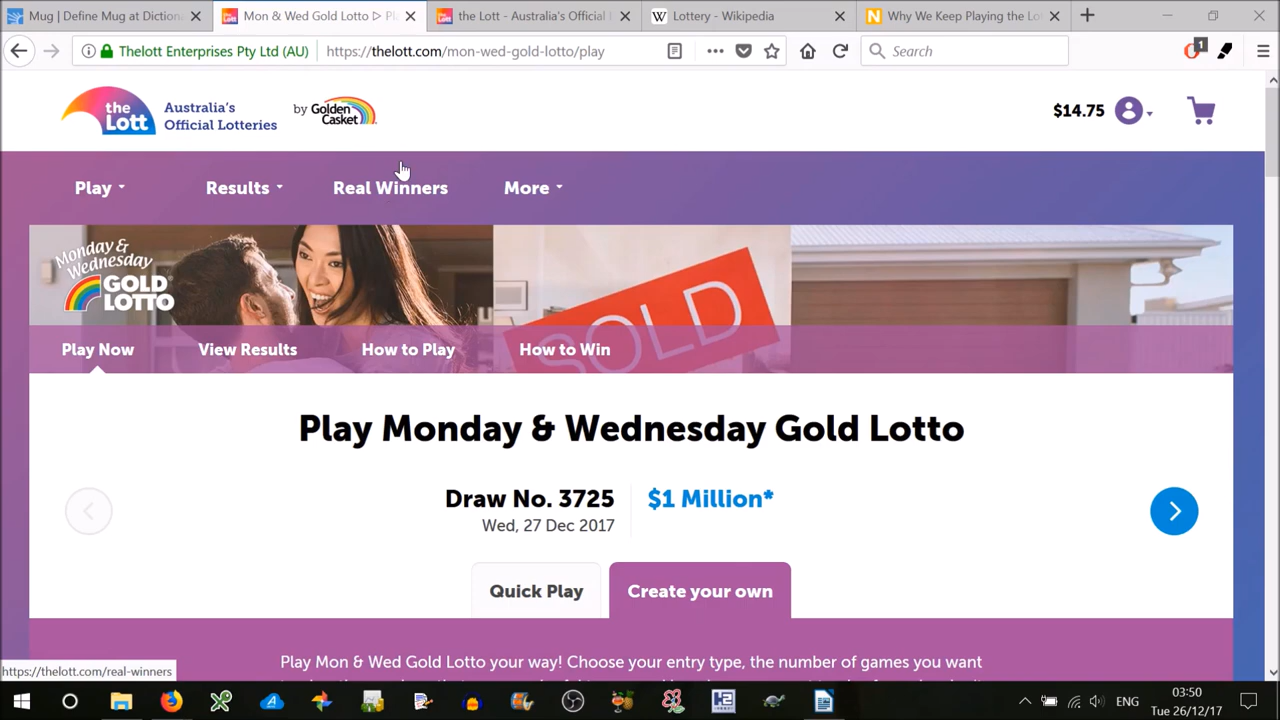 Mug | Define Mug at Dictiona
Mon & Wed Gold Lotto ▷ Pl
the Lott - Australia's Official
Lottery - Wikipedia
Why We Keep Playing the Lot
Thelott Enterprises Pty Ltd (AU)
https://thelott.com/mon-wed-gold-lotto/play
Search
1
the Lott
Australia's
Official Lotteries
by Golden Casket
$14.75
Play
Results
Real Winners
More
Monday &
Wednesday
GOLD
LOTTO
SOLD
Play Now
View Results
How to Play
How to Win
Play Monday & Wednesday Gold Lotto
Draw No. 3725
Wed, 27 Dec 2017
$1 Million*
Quick Play
Create your own
Play Mon & Wed Gold Lotto your way! Choose your entry type, the number of games you want
https://thelott.com/real-winners
ENG
03:50
Tue 26/12/17